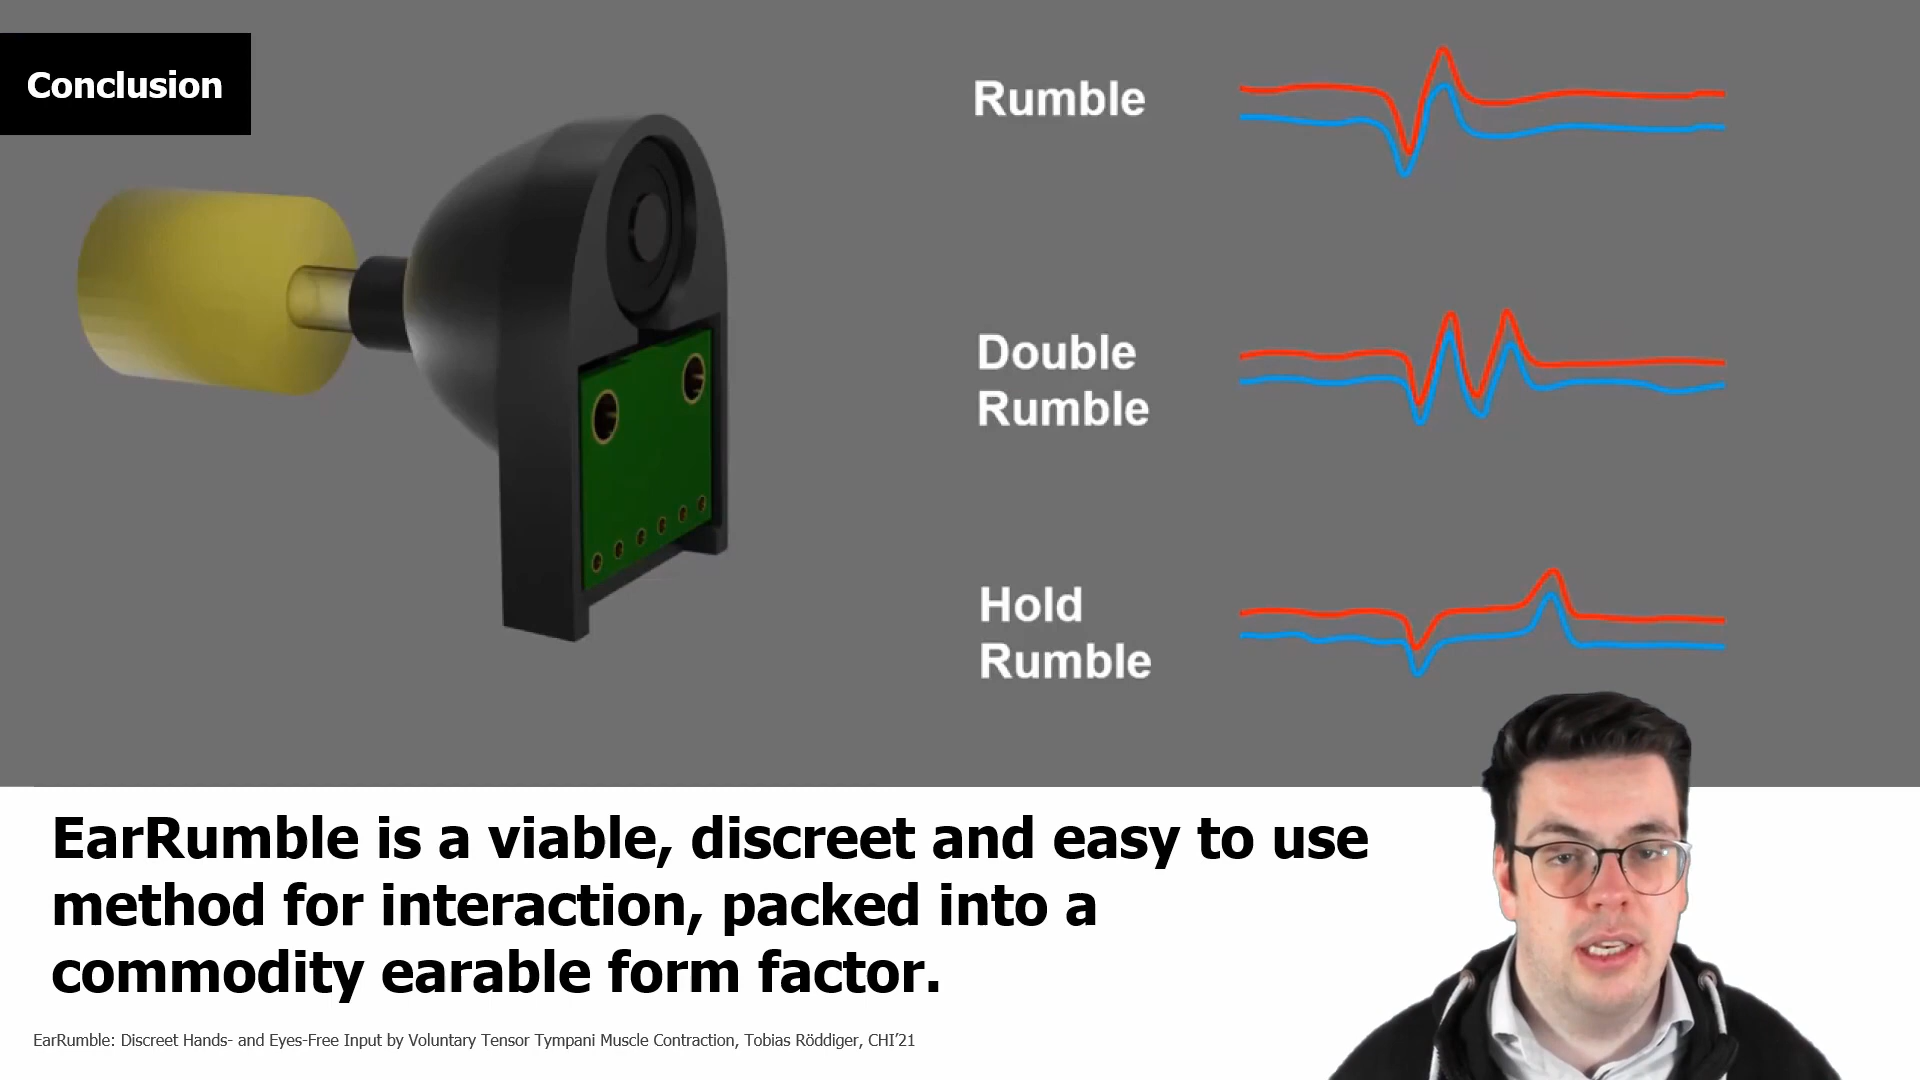 Conclusion
Rumble
Double
Rumble
Hold
Rumble
EarRumble is a viable, discreet and easy to use
method for interaction, packed into a
commodity earable form factor.
EarRumble: Discreet Hands- and Eyes-Free Input by Voluntary Tensor Tympani Muscle Contraction, Tobias Röddiger, CHI’21